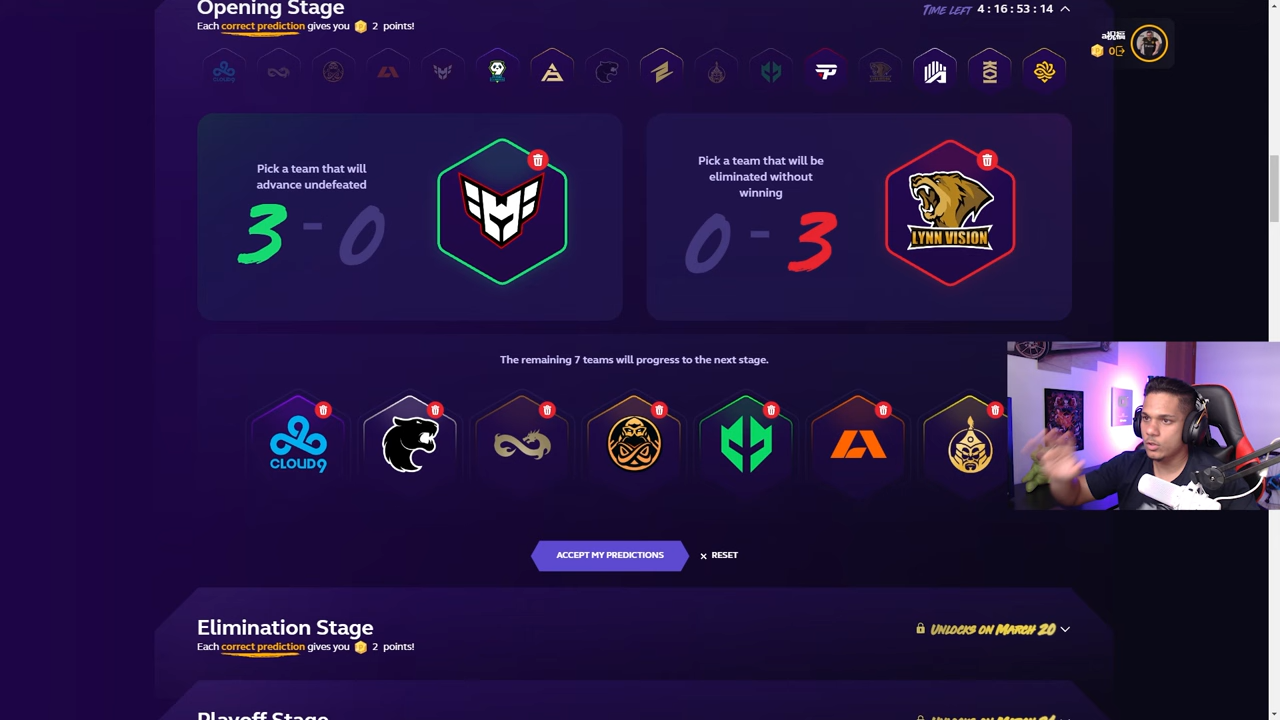 Opening Stage
TIME LEFT 4 : 16 : 53 : 14
Each correct prediction gives you 2 points!
0
Pick a team that will
advance undefeated
3 - 0
Pick a team that will be
eliminated without
winning
0 - 3
LYNN VISION
The remaining 7 teams will progress to the next stage.
CLOUD9
ACCEPT MY PREDICTIONS
× RESET
Elimination Stage
UNLOCKS ON MARCH 20
Each correct prediction gives you 2 points!
Playoff Stage